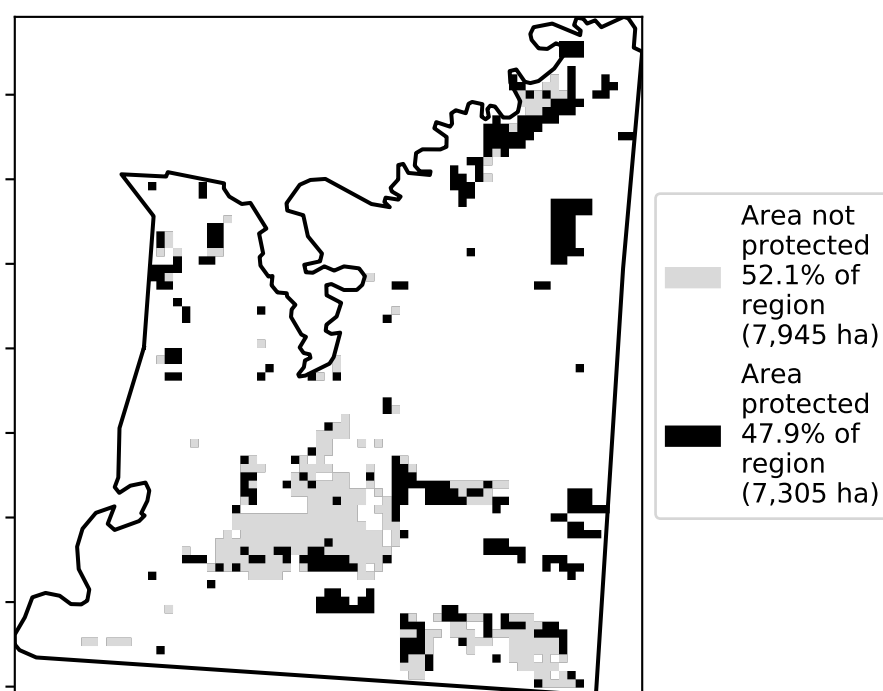 Area not
protected
52.1% of
region
(7,945 ha)
Area
protected
47.9% of
region
(7,305 ha)